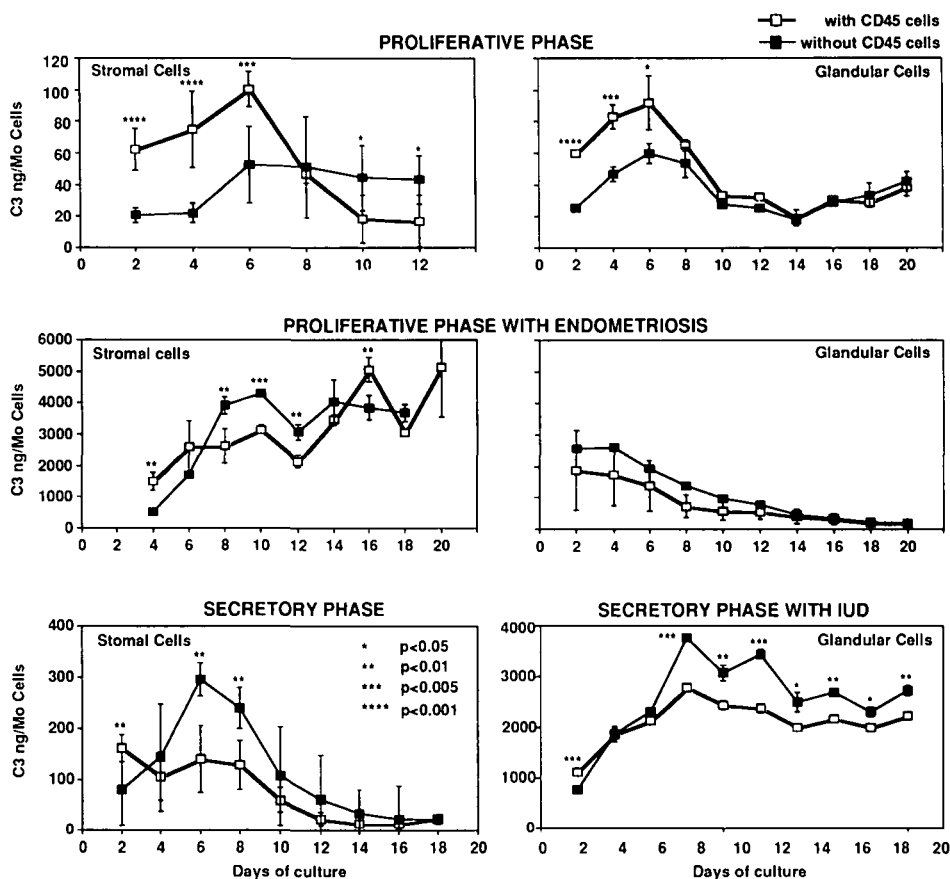 with CD45 cells
without CD45 cells
PROLIFERATIVE PHASE
Stromal Cells
Glandular Cells
C3 ng/Mo Cells
120
100
80
60
40
20
0
**** **** *** * *
0 2 4 6 8 10 12
**** *** *
0 2 4 6 8 10 12 14 16 18 20
PROLIFERATIVE PHASE WITH ENDOMETRIOSIS
Stromal cells
Glandular Cells
C3 ng/Mo Cells
6000
5000
4000
3000
2000
1000
0
** ** *** ** **
0 2 4 6 8 10 12 14 16 18 20
0 2 4 6 8 10 12 14 16 18 20
SECRETORY PHASE
SECRETORY PHASE WITH IUD
Stomal Cells
Glandular Cells
C3 ng/Mo Cells
400
300
200
100
0
** ** **
* p<0.05
** p<0.01
*** p<0.005
**** p<0.001
0 2 4 6 8 10 12 14 16 18 20
Days of culture
4000
3000
2000
1000
0
*** *** ** *** * ** * **
0 2 4 6 8 10 12 14 16 18 20
Days of culture